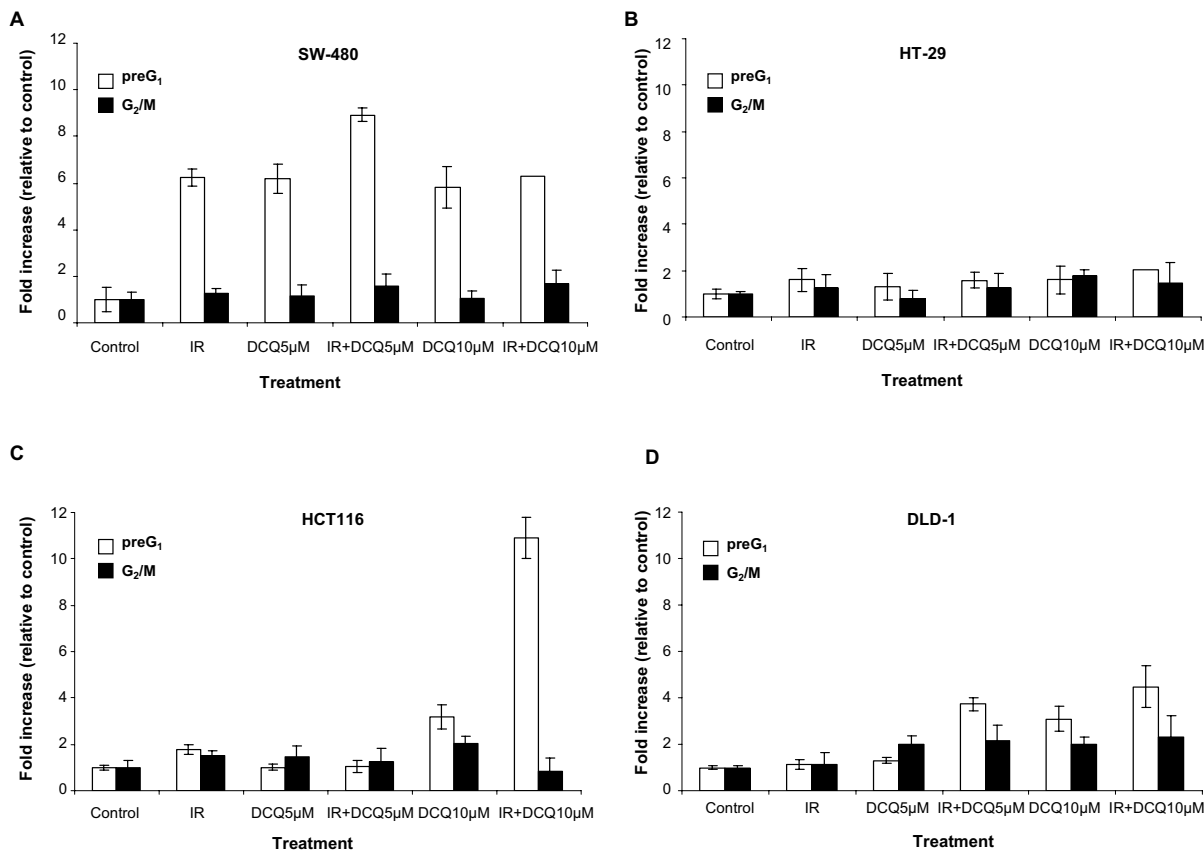 A
SW-480
Fold increase (relative to control)
12
10
8
6
4
2
0
preG₁
G₂/M
Control IR DCQ5µM IR+DCQ5µM DCQ10µM IR+DCQ10µM
Treatment
B
HT-29
Fold increase (relative to control)
12
10
8
6
4
2
0
preG₁
G₂/M
Control IR DCQ5µM IR+DCQ5µM DCQ10µM IR+DCQ10µM
Treatment
C
HCT116
Fold increase (relative to control)
12
10
8
6
4
2
0
preG₁
G₂/M
Control IR DCQ5µM IR+DCQ5µM DCQ10µM IR+DCQ10µM
Treatment
D
DLD-1
Fold increase (relative to control)
12
10
8
6
4
2
0
preG₁
G₂/M
Control IR DCQ5µM IR+DCQ5µM DCQ10µM IR+DCQ10µM
Treatment